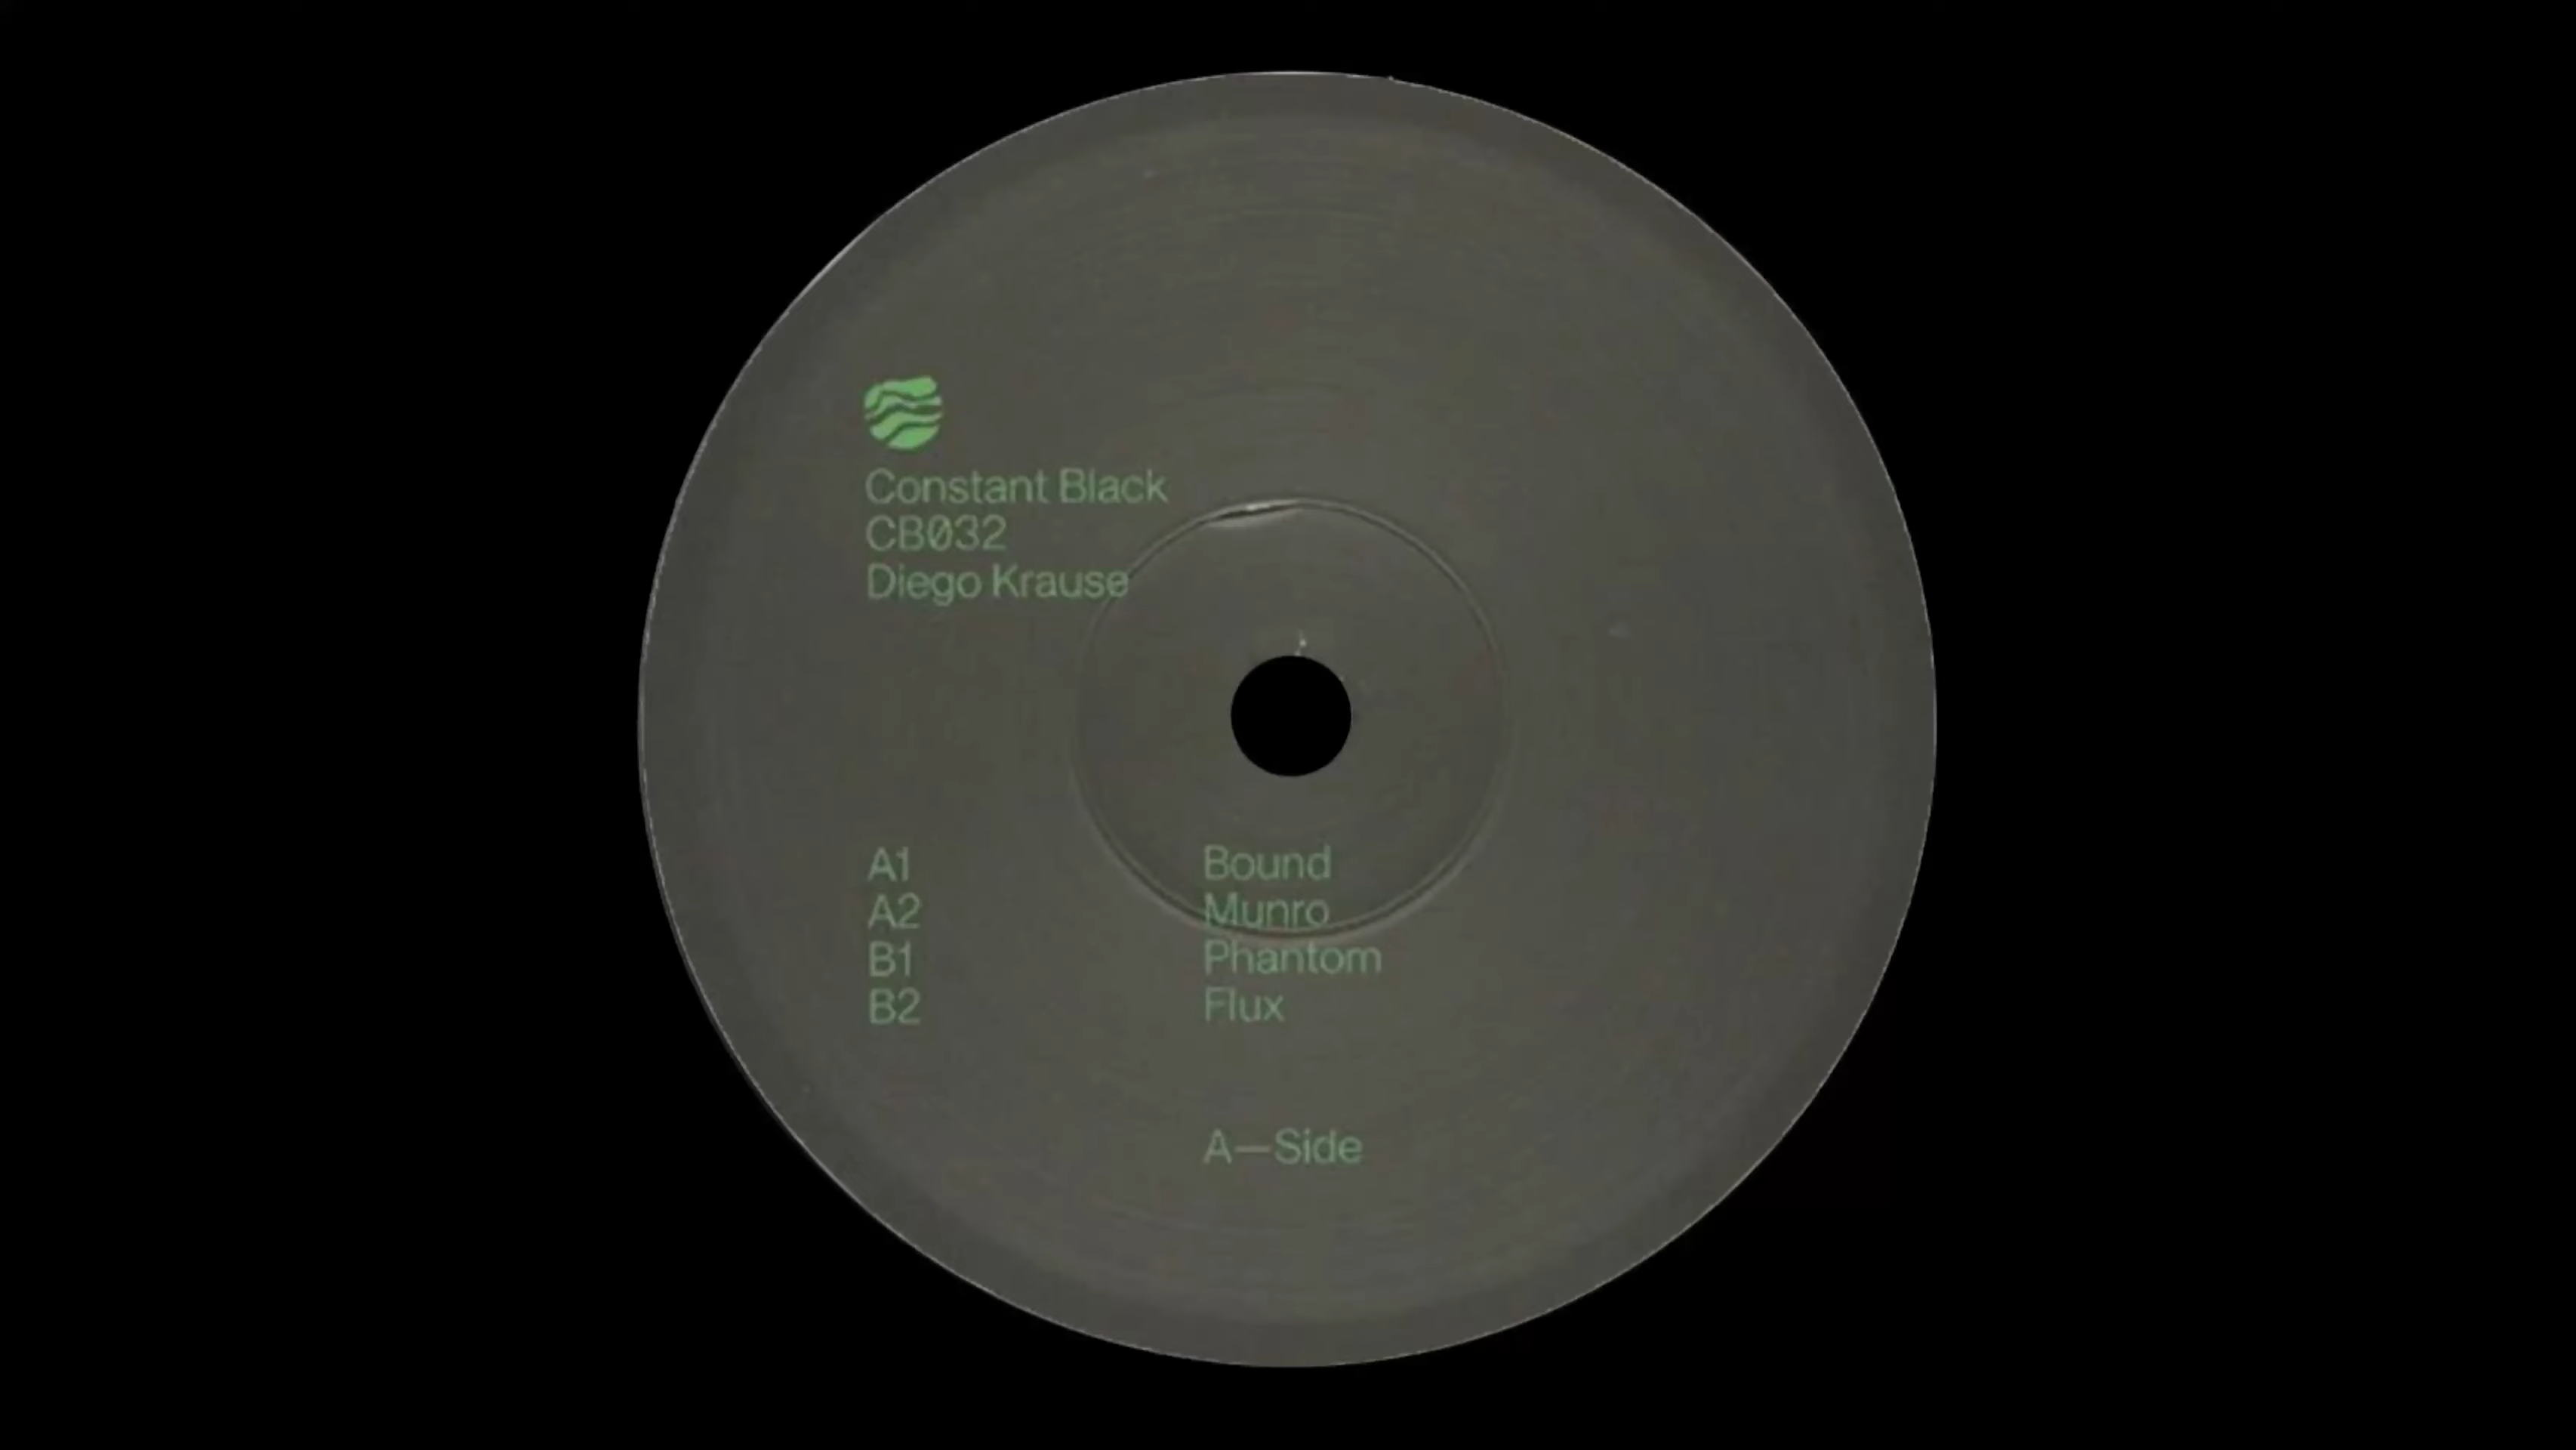 Constant Black
CB032
Diego Krause
A1 Bound
A2 Munro
B1 Phantom
B2 Flux
A—Side